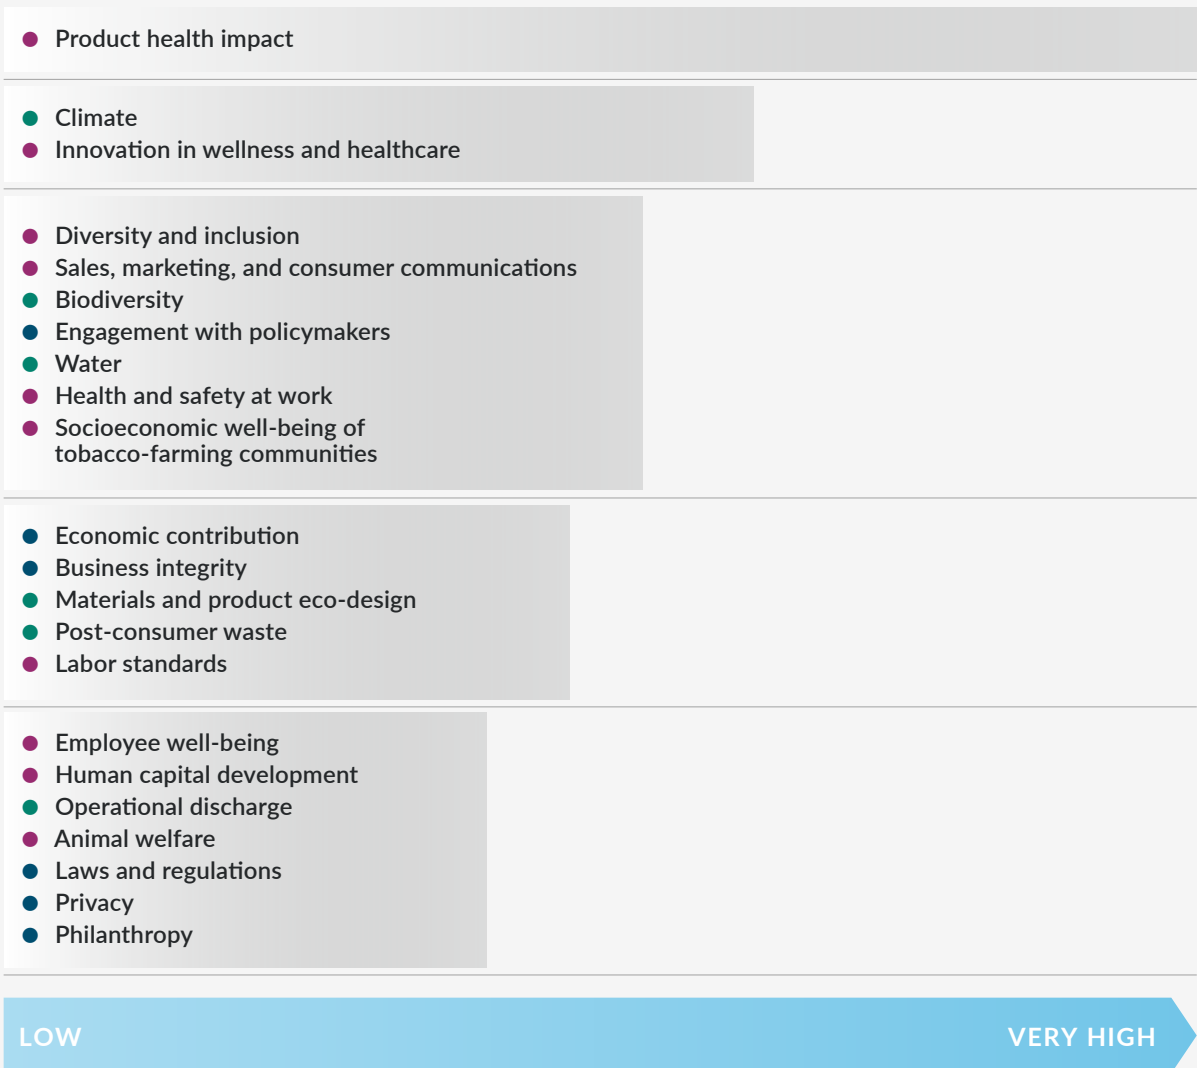 Product health impact
Climate
Innovation in wellness and healthcare
Diversity and inclusion
Sales, marketing, and consumer communications
Biodiversity
Engagement with policymakers
Water
Health and safety at work
Socioeconomic well-being of
tobacco-farming communities
Economic contribution
Business integrity
Materials and product eco-design
Post-consumer waste
Labor standards
Employee well-being
Human capital development
Operational discharge
Animal welfare
Laws and regulations
Privacy
Philanthropy
LOW VERY HIGH